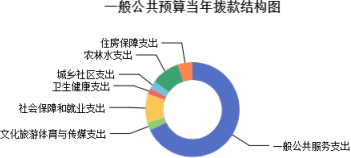 一般公共预算当年拨款结构图
住房保障支出
农林水支出
城乡社区支出
卫生健康支出
社会保障和就业支出
文化旅游体育与传媒支出
一般公共服务支出